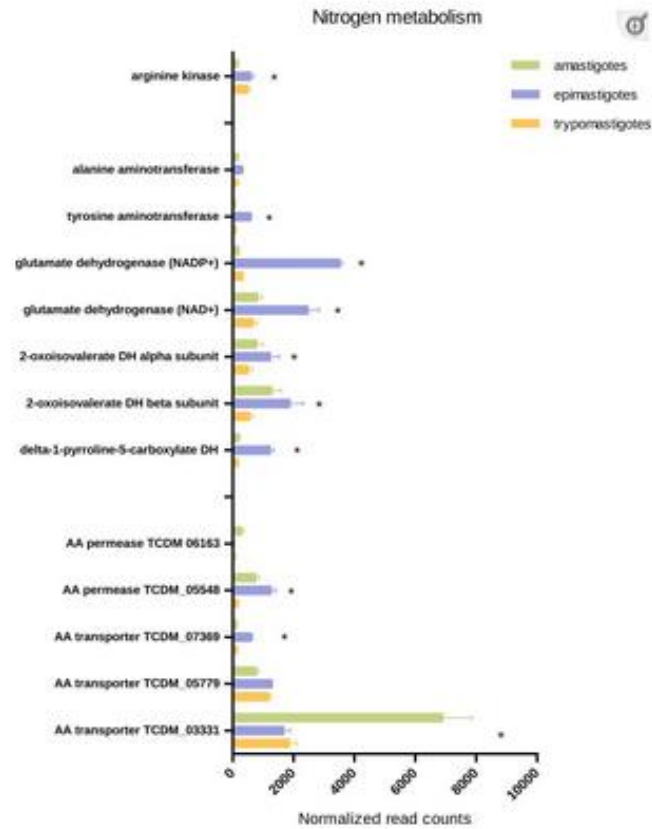 Nitrogen metabolism
amastigotes
epimastigotes
trypomastigotes
arginine kinase
alanine aminotransferase
tyrosine aminotransferase
glutamate dehydrogenase (NADP+)
glutamate dehydrogenase (NAD+)
2-oxoisovalerate DH alpha subunit
2-oxoisovalerate DH beta subunit
delta-1-pyrroline-5-carboxylate DH
AA permease TCDM 06163
AA permease TCDM_05548
AA transporter TCDM_07369
AA transporter TCDM_05779
AA transporter TCDM_03331
0 2000 4000 6000 8000 10000
Normalized read counts